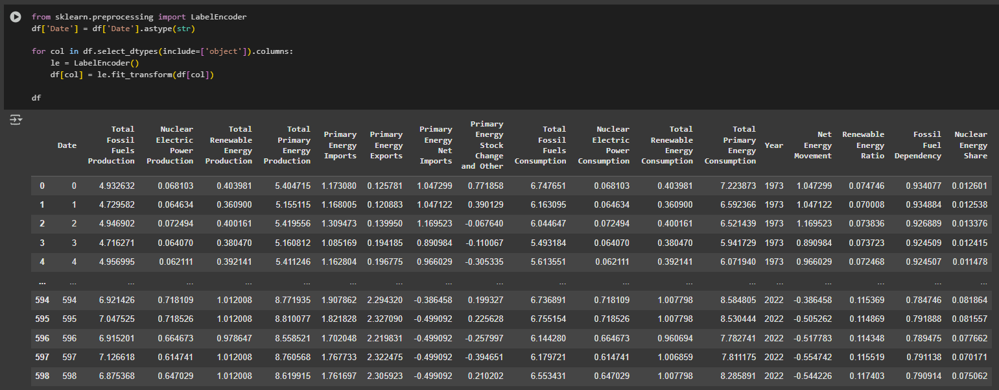 from sklearn.preprocessing import LabelEncoder
df['Date'] = df['Date'].astype(str)
for col in df.select_dtypes(include=['object']).columns:
    le = LabelEncoder()
    df[col] = le.fit_transform(df[col])
df
Date Total Fossil Fuels Production Nuclear Electric Power Production Total Renewable Energy Production Total Primary Energy Production Primary Energy Imports Primary Energy Exports Primary Energy Net Imports Primary Energy Stock Change and Other Total Fossil Fuels Consumption Nuclear Electric Power Consumption Total Renewable Energy Consumption Total Primary Energy Consumption Year Net Energy Movement Renewable Energy Ratio Fossil Fuel Dependency Nuclear Energy Share
0 0 4.932632 0.068103 0.403981 5.404715 1.173080 0.125781 1.047299 0.771858 6.747651 0.068103 0.403981 7.223873 1973 1.047299 0.074746 0.934077 0.012601
1 1 4.729582 0.064634 0.360900 5.155115 1.168005 0.120883 1.047122 0.390129 6.163095 0.064634 0.360900 6.592366 1973 1.047122 0.070008 0.934884 0.012538
2 2 4.946902 0.072494 0.400161 5.419556 1.309473 0.139950 1.169523 -0.067640 6.044647 0.072494 0.400161 6.521439 1973 1.169523 0.073836 0.926889 0.013376
3 3 4.716271 0.064070 0.380470 5.160812 1.085169 0.194185 0.890984 -0.110067 5.493184 0.064070 0.380470 5.941729 1973 0.890984 0.073723 0.924509 0.012415
4 4 4.956995 0.062111 0.392141 5.411246 1.162804 0.196775 0.966029 -0.305335 5.613551 0.062111 0.392141 6.071940 1973 0.966029 0.072468 0.924507 0.011478
... ... ... ... ... ... ... ... ... ... ... ... ... ... ... ... ... ... ...
594 594 6.921426 0.718109 1.012008 8.771935 1.907862 2.294320 -0.386458 0.199327 6.736891 0.718109 1.007798 8.584805 2022 -0.386458 0.115369 0.784746 0.081864
595 595 7.047525 0.718526 1.012008 8.810077 1.821828 2.327090 -0.499092 0.225628 6.755154 0.718526 1.007798 8.530444 2022 -0.505262 0.114869 0.791888 0.081557
596 596 6.915201 0.664673 0.978647 8.558521 1.702048 2.219831 -0.499092 -0.257997 6.144280 0.664673 0.960694 7.782741 2022 -0.517783 0.114348 0.789475 0.077662
597 597 7.126618 0.614741 1.012008 8.760568 1.767733 2.322475 -0.499092 -0.394651 6.179721 0.614741 1.006859 7.811175 2022 -0.554742 0.115519 0.791138 0.070171
598 598 6.875368 0.647029 1.012008 8.619915 1.761697 2.305923 -0.499092 0.210202 6.553431 0.647029 1.007798 8.285891 2022 -0.544226 0.117403 0.790914 0.075062